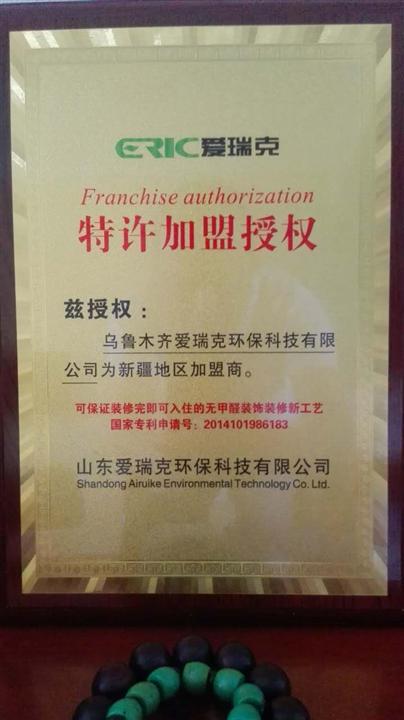 ERIC爱瑞克
Franchise authorization
特许加盟授权
兹授权：
乌鲁木齐爱瑞克环保科技有限
公司为新疆地区加盟商。
可保证装修完即可入住的无甲醛装饰装修新工艺
国家专利申请号：2014101986183
山东爱瑞克环保科技有限公司
Shandong Airuike Environmental Technology Co. Ltd.